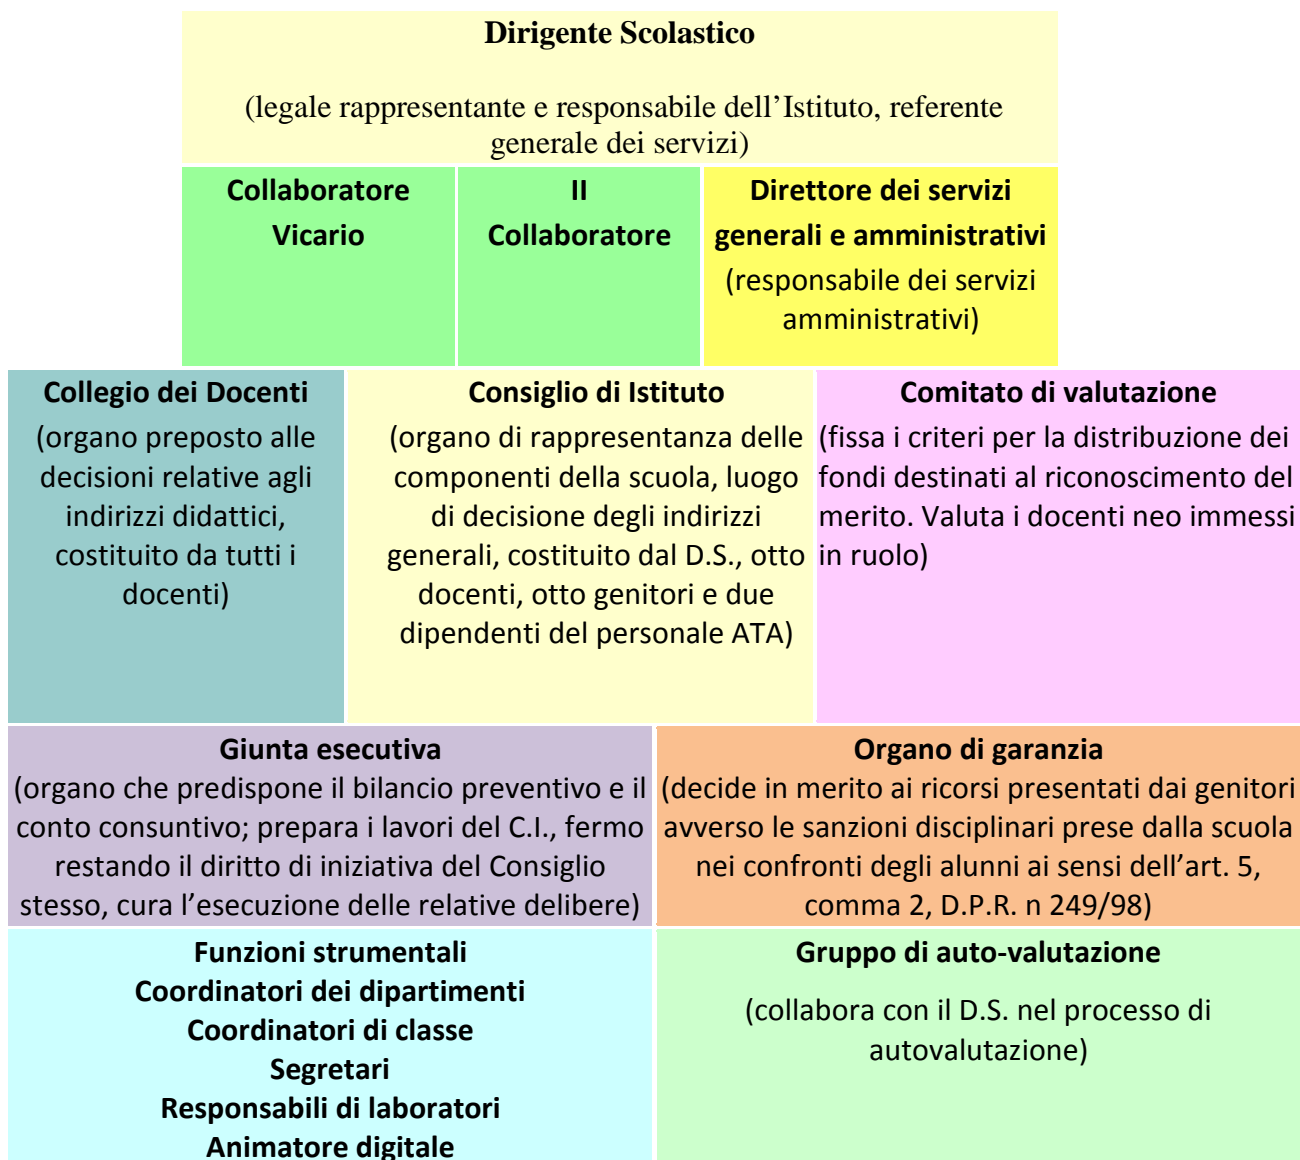 Dirigente Scolastico
(legale rappresentante e responsabile dell’Istituto, referente
generale dei servizi)
Collaboratore
Vicario
II
Collaboratore
Direttore dei servizi
generali e amministrativi
(responsabile dei servizi
amministrativi)
Collegio dei Docenti
(organo preposto alle
decisioni relative agli
indirizzi didattici,
costituito da tutti i
docenti)
Consiglio di Istituto
(organo di rappresentanza delle
componenti della scuola, luogo
di decisione degli indirizzi
generali, costituito dal D.S., otto
docenti, otto genitori e due
dipendenti del personale ATA)
Comitato di valutazione
(fissa i criteri per la distribuzione dei
fondi destinati al riconoscimento del
merito. Valuta i docenti neo immessi
in ruolo)
Giunta esecutiva
(organo che predispone il bilancio preventivo e il
conto consuntivo; prepara i lavori del C.I., fermo
restando il diritto di iniziativa del Consiglio
stesso, cura l’esecuzione delle relative delibere)
Organo di garanzia
(decide in merito ai ricorsi presentati dai genitori
avverso le sanzioni disciplinari prese dalla scuola
nei confronti degli alunni ai sensi dell’art. 5,
comma 2, D.P.R. n 249/98)
Funzioni strumentali
Coordinatori dei dipartimenti
Coordinatori di classe
Segretari
Responsabili di laboratori
Animatore digitale
Gruppo di auto-valutazione
(collabora con il D.S. nel processo di
autovalutazione)